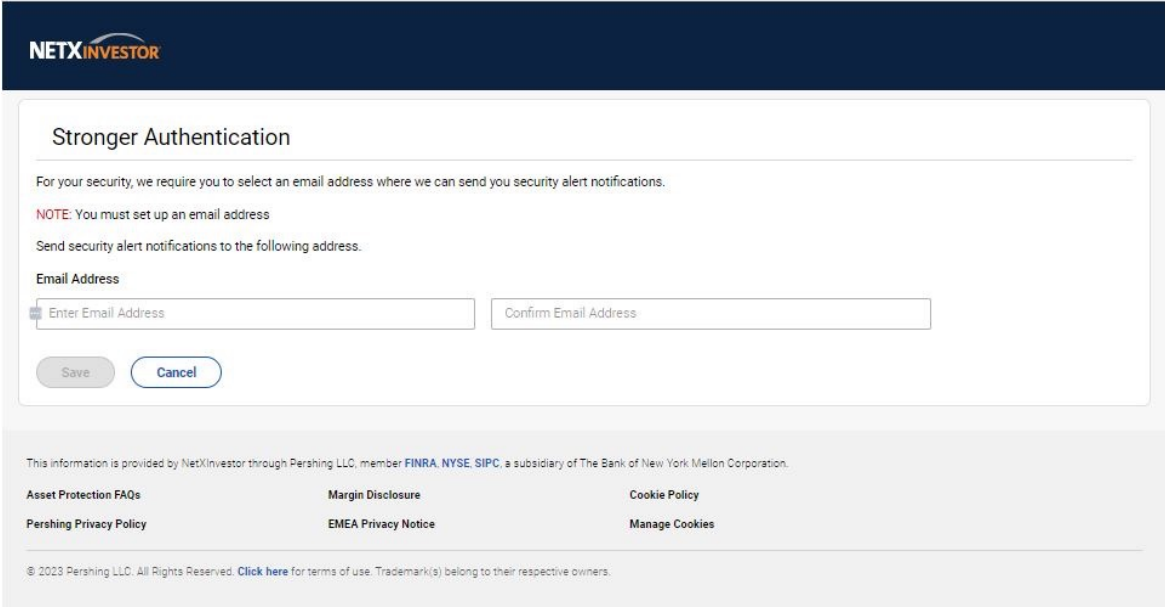 NETXINVESTOR
Stronger Authentication
For your security, we require you to select an email address where we can send you security alert notifications.
NOTE: You must set up an email address
Send security alert notifications to the following address.
Email Address
Enter Email Address Confirm Email Address
Save Cancel
This information is provided by NetXInvestor through Pershing LLC, member FINRA, NYSE, SIPC, a subsidiary of The Bank of New York Mellon Corporation.
Asset Protection FAQs Margin Disclosure Cookie Policy
Pershing Privacy Policy EMEA Privacy Notice Manage Cookies
© 2023 Pershing LLC. All Rights Reserved. Click here for terms of use. Trademark(s) belong to their respective owners.